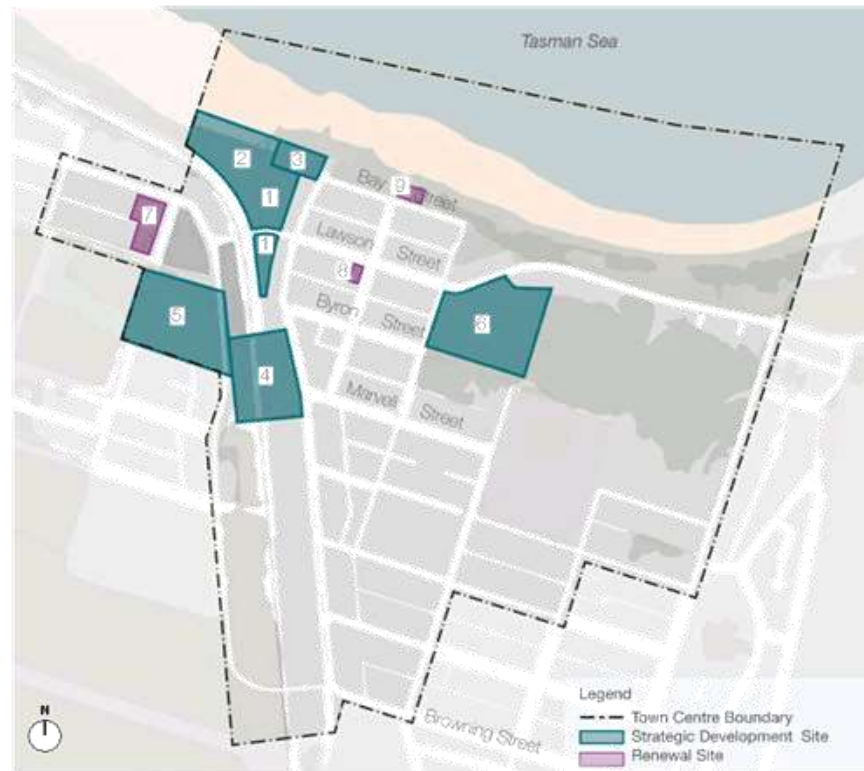 Tasman Sea
2
3
1
9
Bay Street
7
1
Lawson Street
8
5
Byron Street
6
4
Marvell Street
Browning Street
N
Legend
Town Centre Boundary
Strategic Development Site
Renewal Site